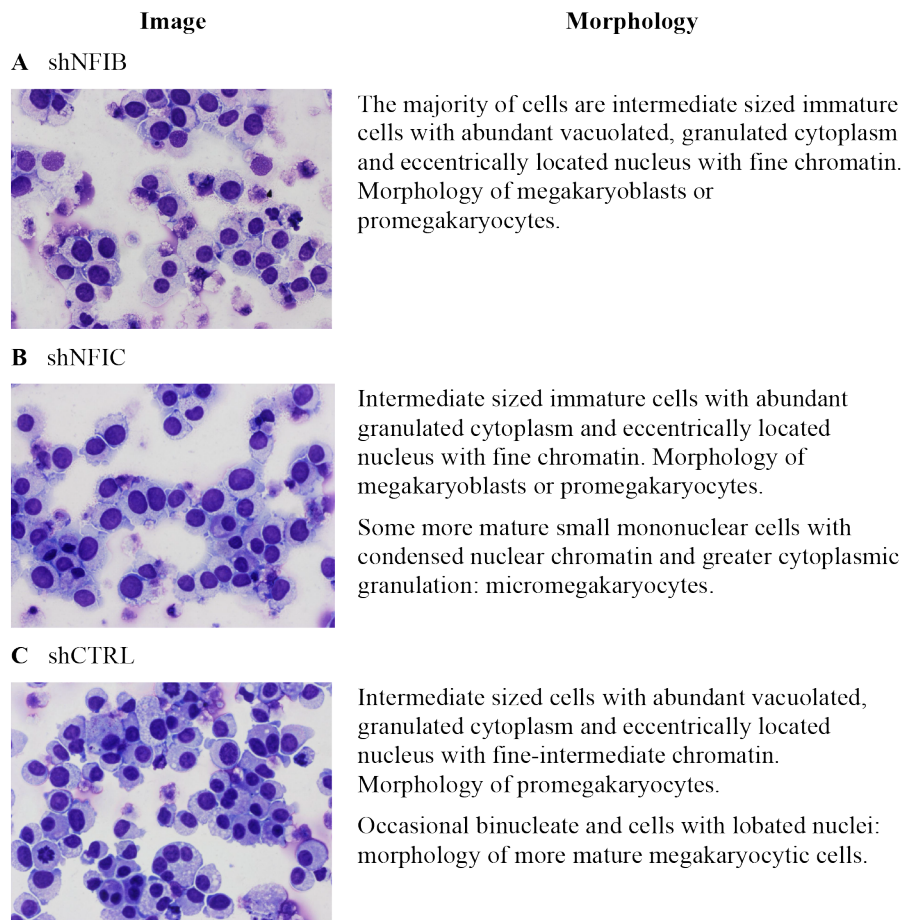 Image Morphology
A shNFIB
The majority of cells are intermediate sized immature
cells with abundant vacuolated, granulated cytoplasm
and eccentrically located nucleus with fine chromatin.
Morphology of megakaryoblasts or
promegakaryocytes.
B shNFIC
Intermediate sized immature cells with abundant
granulated cytoplasm and eccentrically located
nucleus with fine chromatin. Morphology of
megakaryoblasts or promegakaryocytes.
Some more mature small mononuclear cells with
condensed nuclear chromatin and greater cytoplasmic
granulation: micromegakaryocytes.
C shCTRL
Intermediate sized cells with abundant vacuolated,
granulated cytoplasm and eccentrically located
nucleus with fine-intermediate chromatin.
Morphology of promegakaryocytes.
Occasional binucleate and cells with lobated nuclei:
morphology of more mature megakaryocytic cells.